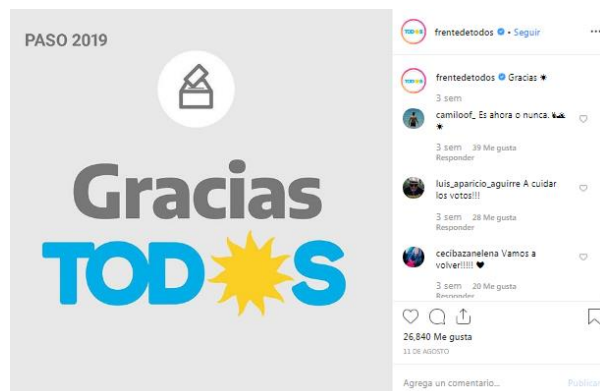 PASO 2019
Gracias
TODOS
frentedetodos • Seguir
frentedetodos Gracias
3 sem
camiloof_ Es ahora o nunca.
3 sem 39 Me gusta
Responder
luis_aparicio_aguirre A cuidar
los votos!!!
3 sem 28 Me gusta
Responder
cecibazanelena Vamos a
volver!!!!!
3 sem 20 Me gusta
Responder
26,840 Me gusta
11 DE AGOSTO
Agrega un comentario...
Publicar